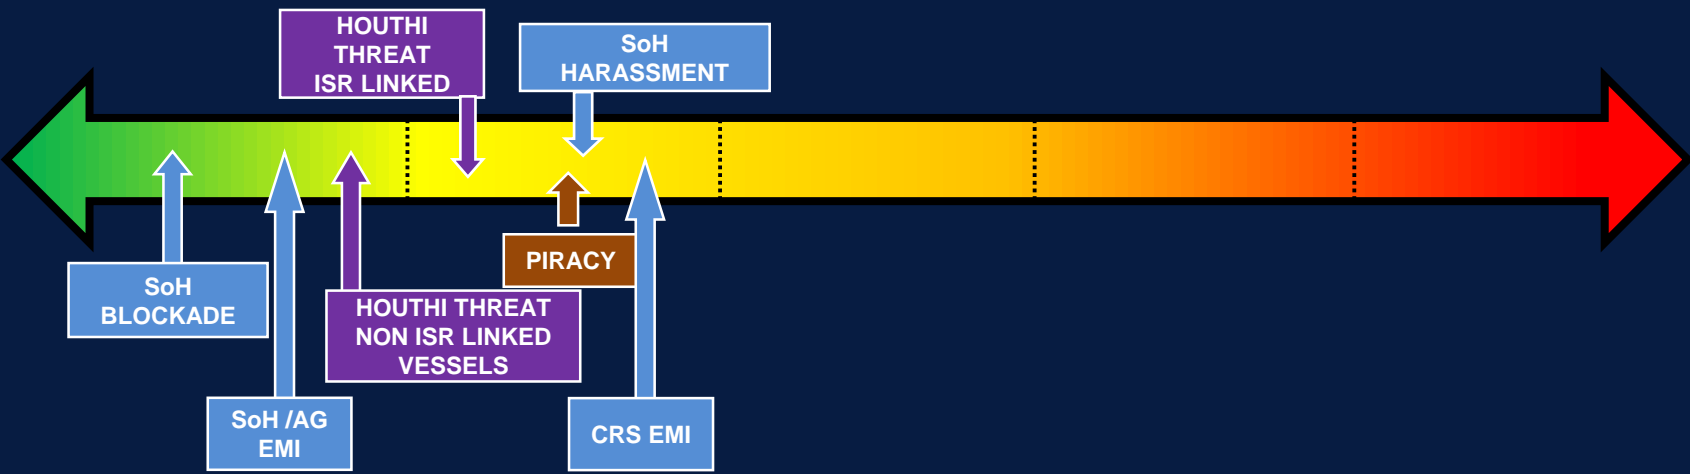 HOUTHI
THREAT
ISR LINKED
SoH
HARASSMENT
PIRACY
SoH
BLOCKADE
HOUTHI THREAT
NON ISR LINKED
VESSELS
SoH /AG
EMI
CRS EMI